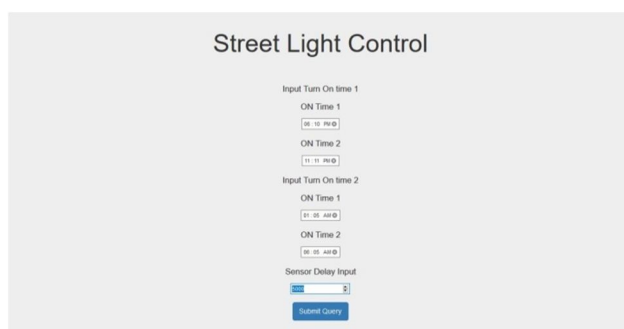 Street Light Control
Input Turn On time 1
ON Time 1
06:10 PM
ON Time 2
11:11 PM
Input Turn On time 2
ON Time 1
01:05 AM
ON Time 2
06:05 AM
Sensor Delay Input
5000
Submit Query